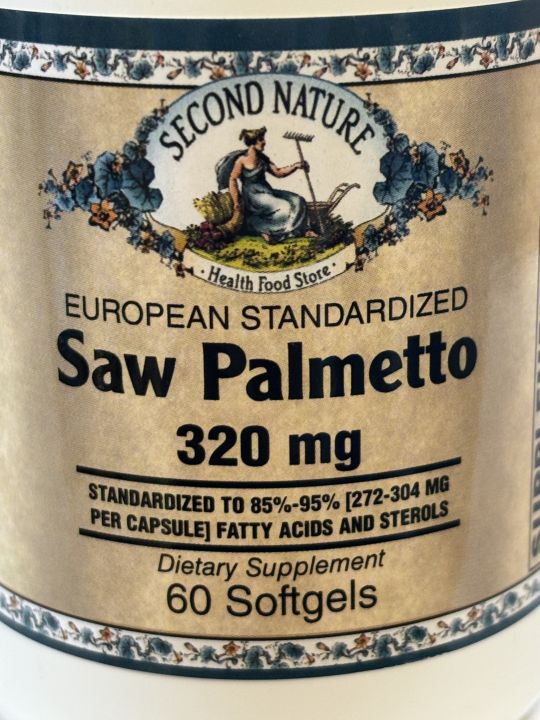 SECOND NATURE
· Health Food Store ·
EUROPEAN STANDARDIZED
Saw Palmetto
320 mg
STANDARDIZED TO 85%-95% [272-304 MG
PER CAPSULE] FATTY ACIDS AND STEROLS
Dietary Supplement
60 Softgels